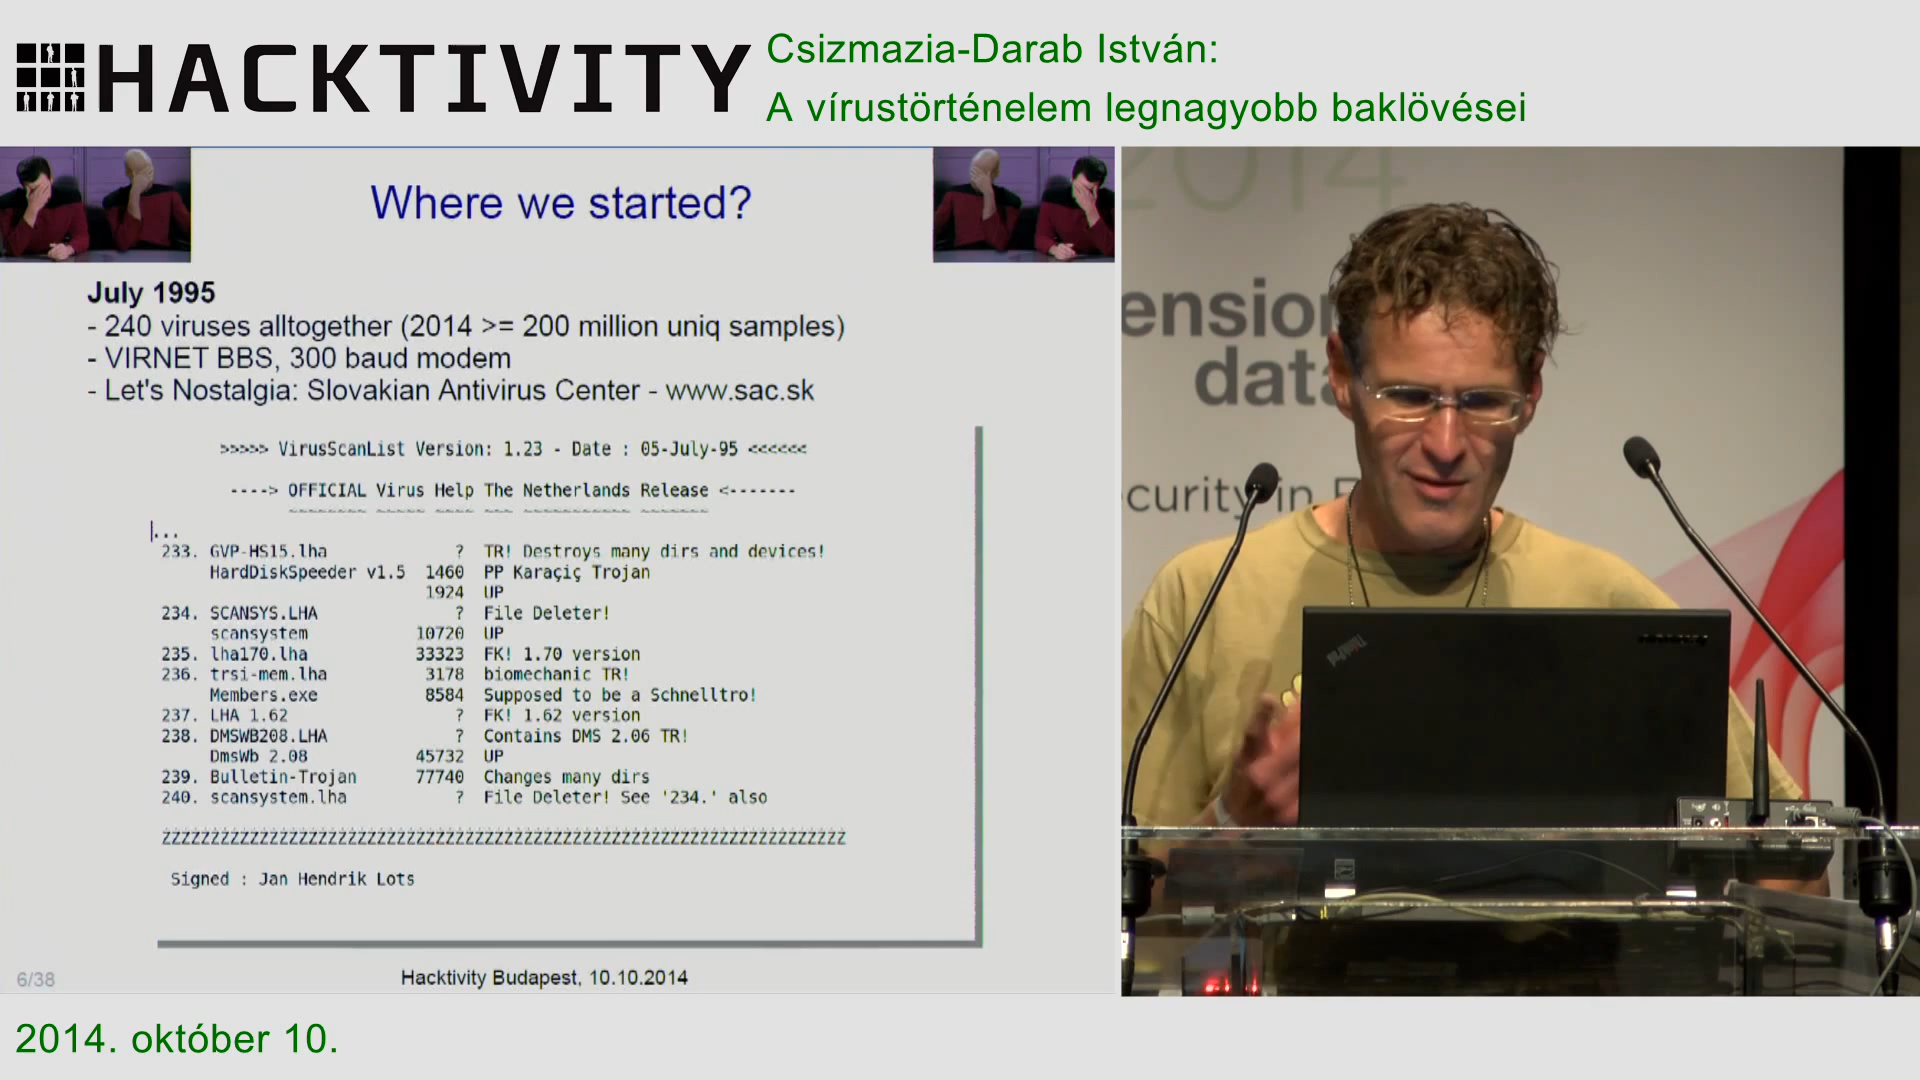 HACKTIVITY
Csizmazia-Darab István:
A vírustörténelem legnagyobb baklövései
Where we started?
July 1995
- 240 viruses alltogether (2014 >= 200 million uniq samples)
- VIRNET BBS, 300 baud modem
- Let's Nostalgia: Slovakian Antivirus Center - www.sac.sk
>>>>> VirusScanList Version: 1.23 - Date : 05-July-95 <<<<<<
----> OFFICIAL Virus Help The Netherlands Release <-------
~~~~~~~~ ~~~~~ ~~~~ ~~~ ~~~~~~~~~~~ ~~~~~~~
...
233. GVP-HS15.lha ? TR! Destroys many dirs and devices!
HardDiskSpeeder v1.5 1460 PP Karaçiç Trojan
1924 UP
234. SCANSYS.LHA ? File Deleter!
scansystem 10720 UP
235. lha170.lha 33323 FK! 1.70 version
236. trsi-mem.lha 3178 biomechanic TR!
Members.exe 8584 Supposed to be a Schnelltro!
237. LHA 1.62 ? FK! 1.62 version
238. DMSWB208.LHA ? Contains DMS 2.06 TR!
DmsWb 2.08 45732 UP
239. Bulletin-Trojan 77740 Changes many dirs
240. scansystem.lha ? File Deleter! See '234.' also
ZZZZZZZZZZZZZZZZZZZZZZZZZZZZZZZZZZZZZZZZZZZZZZZZZZZZZZZZZZZZZZZZZZZZZZ
Signed : Jan Hendrik Lots
6/38
Hacktivity Budapest, 10.10.2014
2014
ension
data
curity in
ThinkPad
2014. október 10.